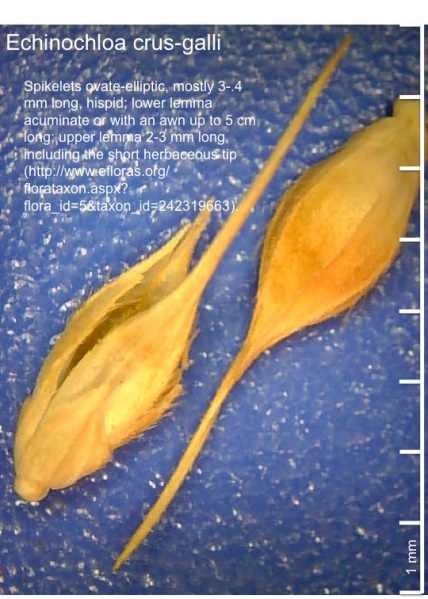 Echinochloa crus-galli
Spikelets ovate-elliptic, mostly 3-.4
mm long, hispid; lower lemma
acuminate or with an awn up to 5 cm
long; upper lemma 2-3 mm long,
including the short herbaceous tip
(http://www.efloras.org/
florataxon.aspx?
flora_id=5&taxon_id=242319663).
1 mm